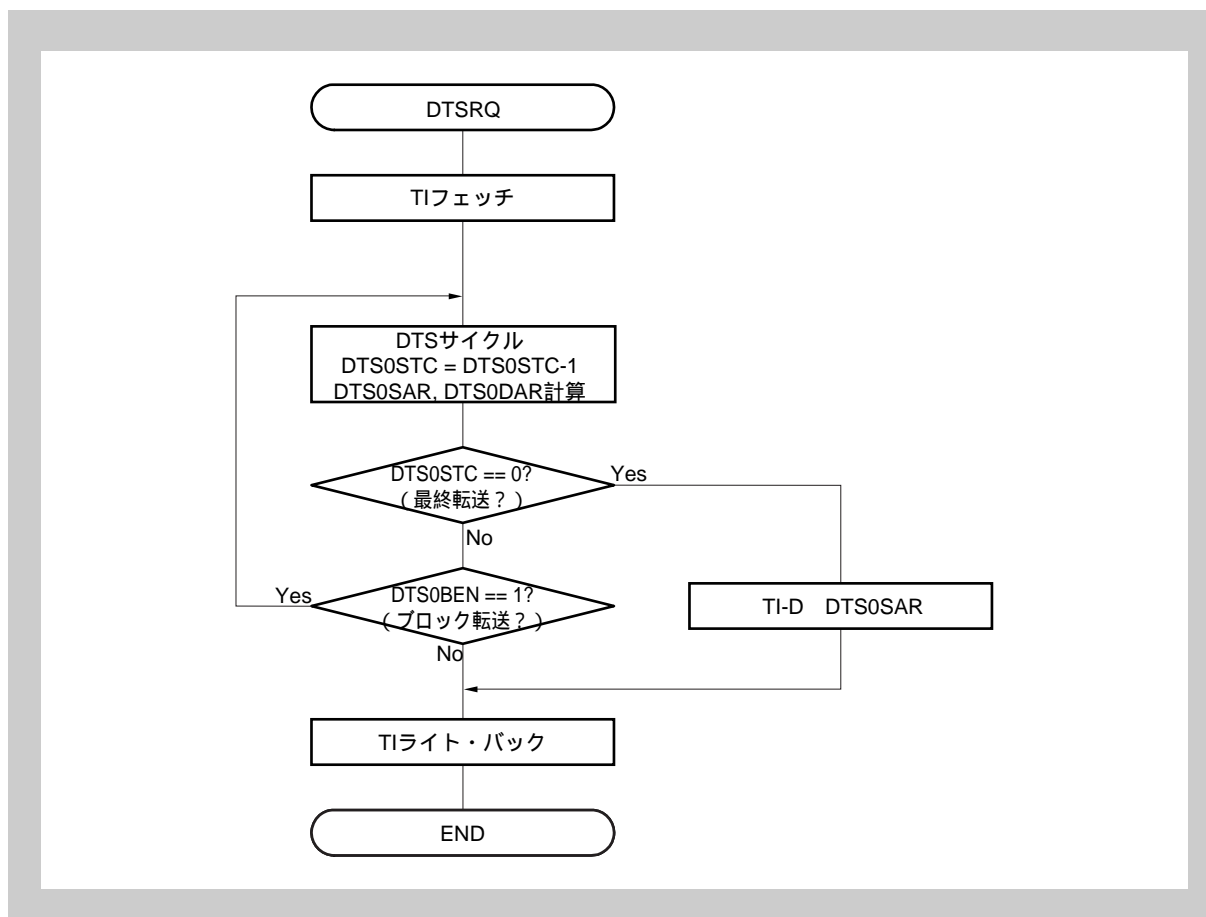 DTSRQ
TIフェッチ
DTSサイクル
DTS0STC = DTS0STC-1
DTS0SAR, DTS0DAR計算
DTS0STC == 0?
（最終転送？）
Yes
No
DTS0BEN == 1?
（ブロック転送？）
Yes
No
TI-D DTS0SAR
TIライト・バック
END